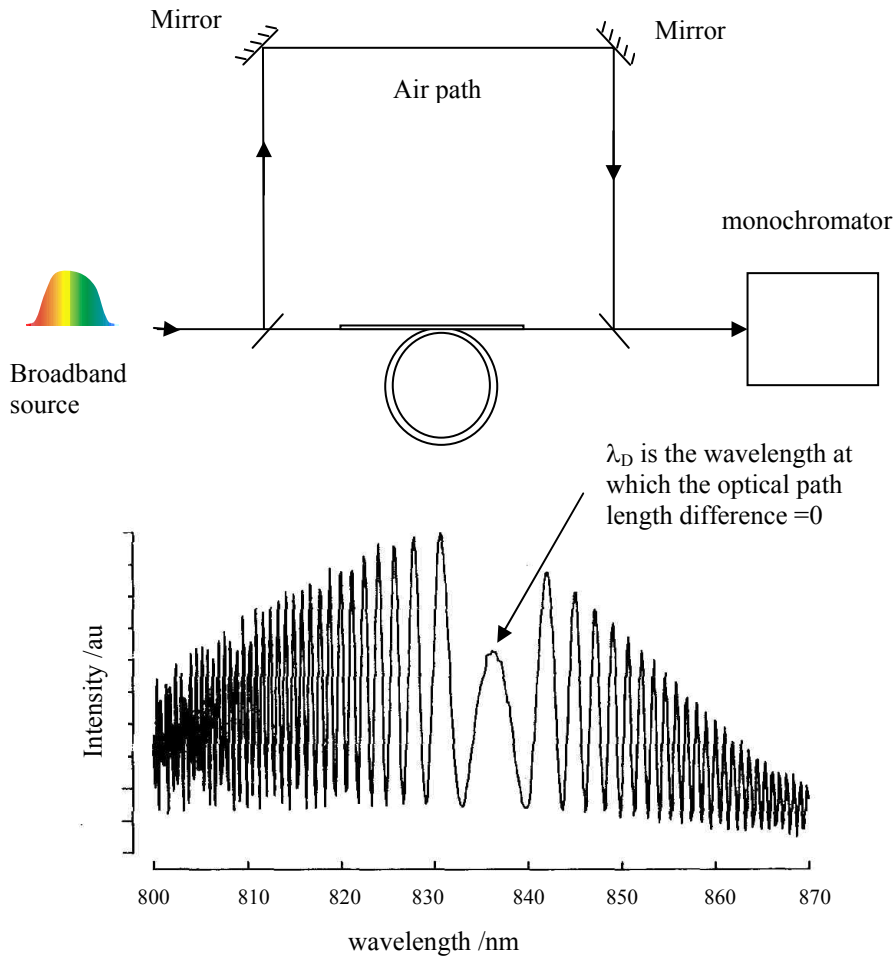 Mirror
Mirror
Air path
monochromator
Broadband
source
λD is the wavelength at
which the optical path
length difference =0
Intensity /au
800 810 820 830 840 850 860 870
wavelength /nm